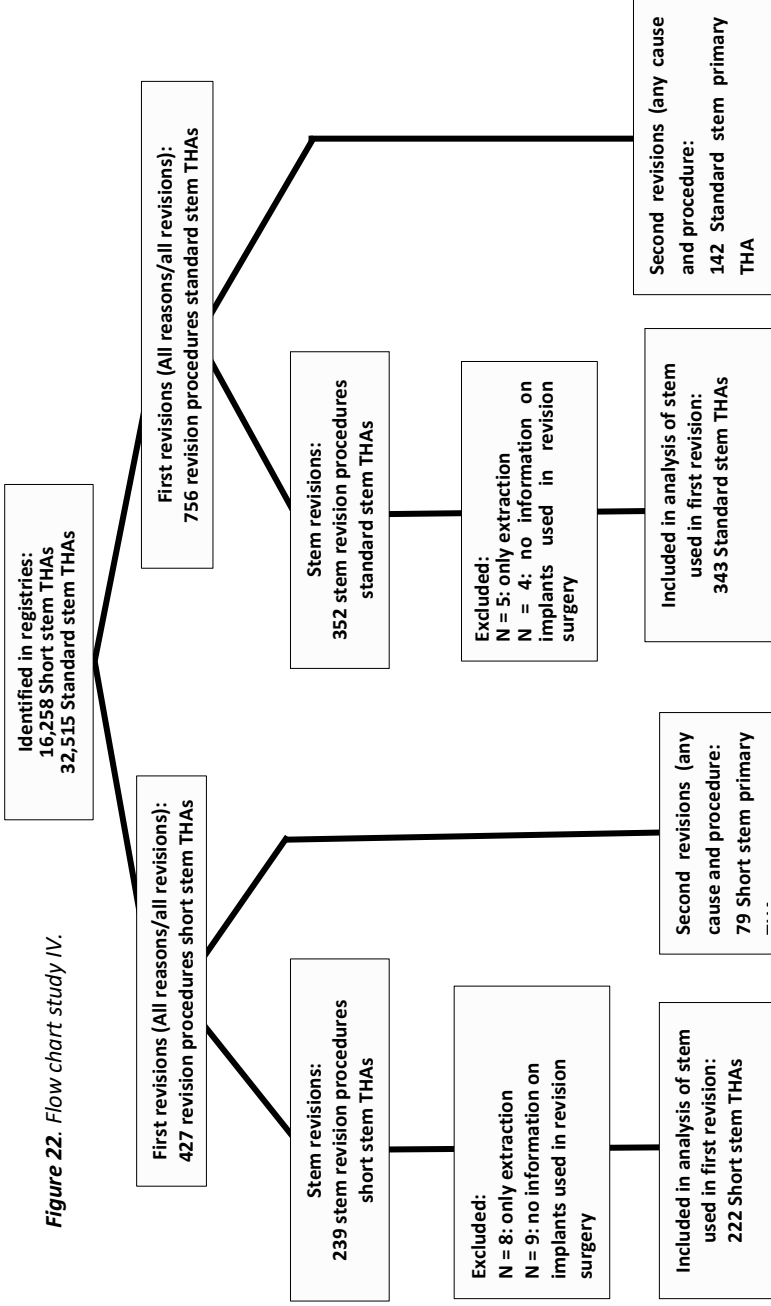 Figure 22. Flow chart study IV.
Identified in registries:
16,258 Short stem THAs
32,515 Standard stem THAs
First revisions (All reasons/all revisions):
427 revision procedures short stem THAs
First revisions (All reasons/all revisions):
756 revision procedures standard stem THAs
Stem revisions:
239 stem revision procedures
short stem THAs
Stem revisions:
352 stem revision procedures
standard stem THAs
Excluded:
N = 8: only extraction
N = 9: no information on
implants used in revision
surgery
Excluded:
N = 5: only extraction
N = 4: no information on
implants used in revision
surgery
Included in analysis of stem
used in first revision:
222 Short stem THAs
Second revisions (any
cause and procedure:
79 Short stem primary
Included in analysis of stem
used in first revision:
343 Standard stem THAs
Second revisions (any cause
and procedure:
142 Standard stem primary
THA